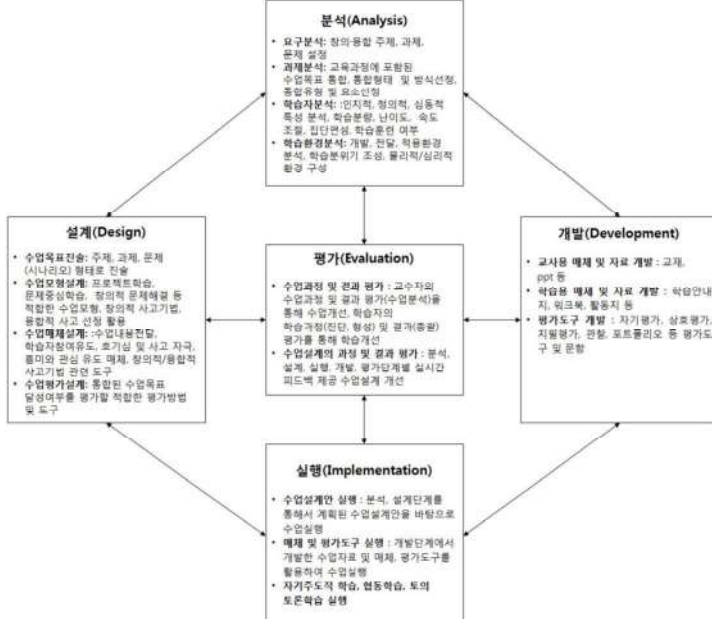 분석(Analysis)
• 요구분석: 창의·융합 주제, 과제,
문제 설정
• 과제분석: 교육과정에 포함된
수업목표 통합, 통합형태 및 방식선정,
통합유형 및 요소선정
• 학습자분석: :인지적, 정의적, 심동적
특성 분석, 학습분량, 난이도, 속도
조절, 집단편성, 학습훈련 여부
• 학습환경분석: 개발, 전달, 적용환경
분석, 학습분위기 조성, 물리적/심리적
환경 구성
설계(Design)
• 수업목표진술: 주제, 과제, 문제
(시나리오) 형태로 진술
• 수업모형설계: 프로젝트학습,
문제중심학습, 창의적 문제해결 등
적합한 수업모형, 창의적 사고기법,
융합적 사고 선정 활용
• 수업매체설계: :수업내용전달,
학습자참여유도, 호기심 및 사고 자극,
흥미와 관심 유도 매체, 창의적/융합적
사고기법 관련 도구
• 수업평가설계: 통합된 수업목표
달성여부를 평가할 적합한 평가방법
및 도구
평가(Evaluation)
• 수업과정 및 결과 평가 : 교수자의
수업과정 및 결과 평가(수업분석)을
통해 수업개선, 학습자의
학습과정(진단, 형성) 및 결과(총괄)
평가를 통해 학습개선
• 수업설계의 과정 및 결과 평가 : 분석,
설계, 실행, 개발, 평가단계별 실시간
피드백 제공 수업설계 개선
개발(Development)
• 교사용 매체 및 자료 개발 : 교재,
ppt 등
• 학습용 매체 및 자료 개발 : 학습안내
지, 워크북, 활동지 등
• 평가도구 개발 : 자기평가, 상호평가,
지필평가, 관찰, 포트폴리오 등 평가도
구 및 문항
실행(Implementation)
• 수업설계안 실행 : 분석, 설계단계를
통해서 계획된 수업설계안을 바탕으로
수업실행
• 매체 및 평가도구 실행 : 개발단계에서
개발한 수업자료 및 매체, 평가도구를
활용하여 수업실행
• 자기주도적 학습, 협동학습, 토의
토론학습 실행